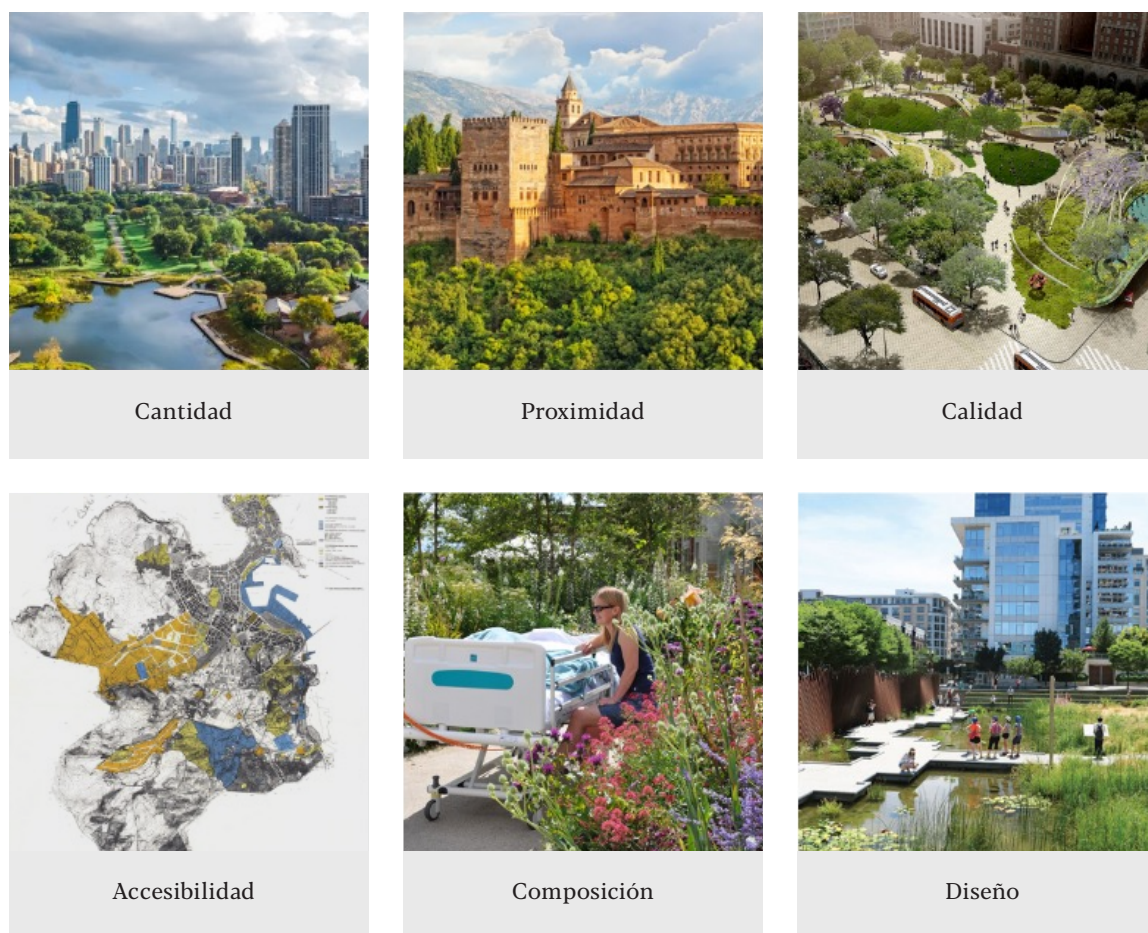 Cantidad
Proximidad
Calidad
Accesibilidad
Composición
Diseño